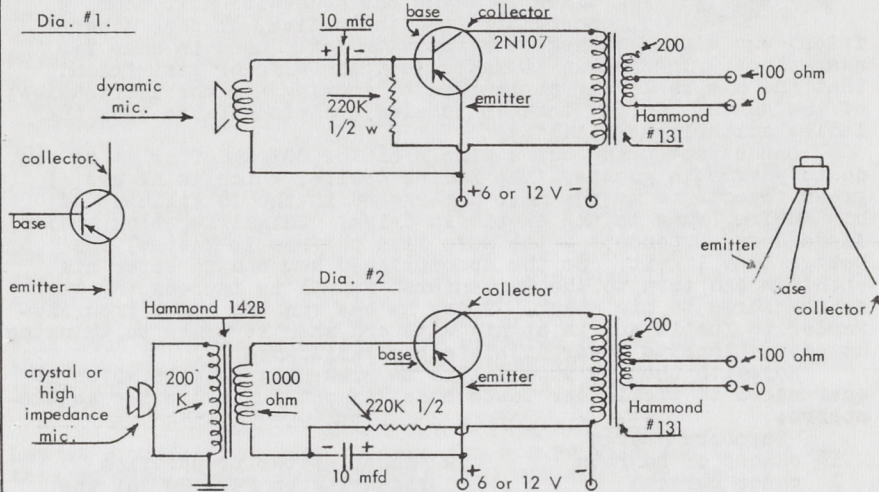 Dia. #1.
10 mfd
+ -
base
collector
2N107
200
100 ohm
0
dynamic
mic.
220K
1/2 w
emitter
Hammond
#131
+6 or 12 V -
collector
base
emitter
emitter
base
collector
Dia. #2
Hammond 142B
collector
200
crystal or
high
impedance
mic.
200
K
1000
ohm
base
emitter
220K 1/2
100 ohm
0
Hammond
#131
- +
10 mfd
+
6 or 12 V
-